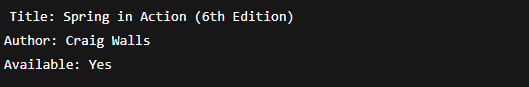 Title: Spring in Action (6th Edition)
Author: Craig Walls
Available: Yes